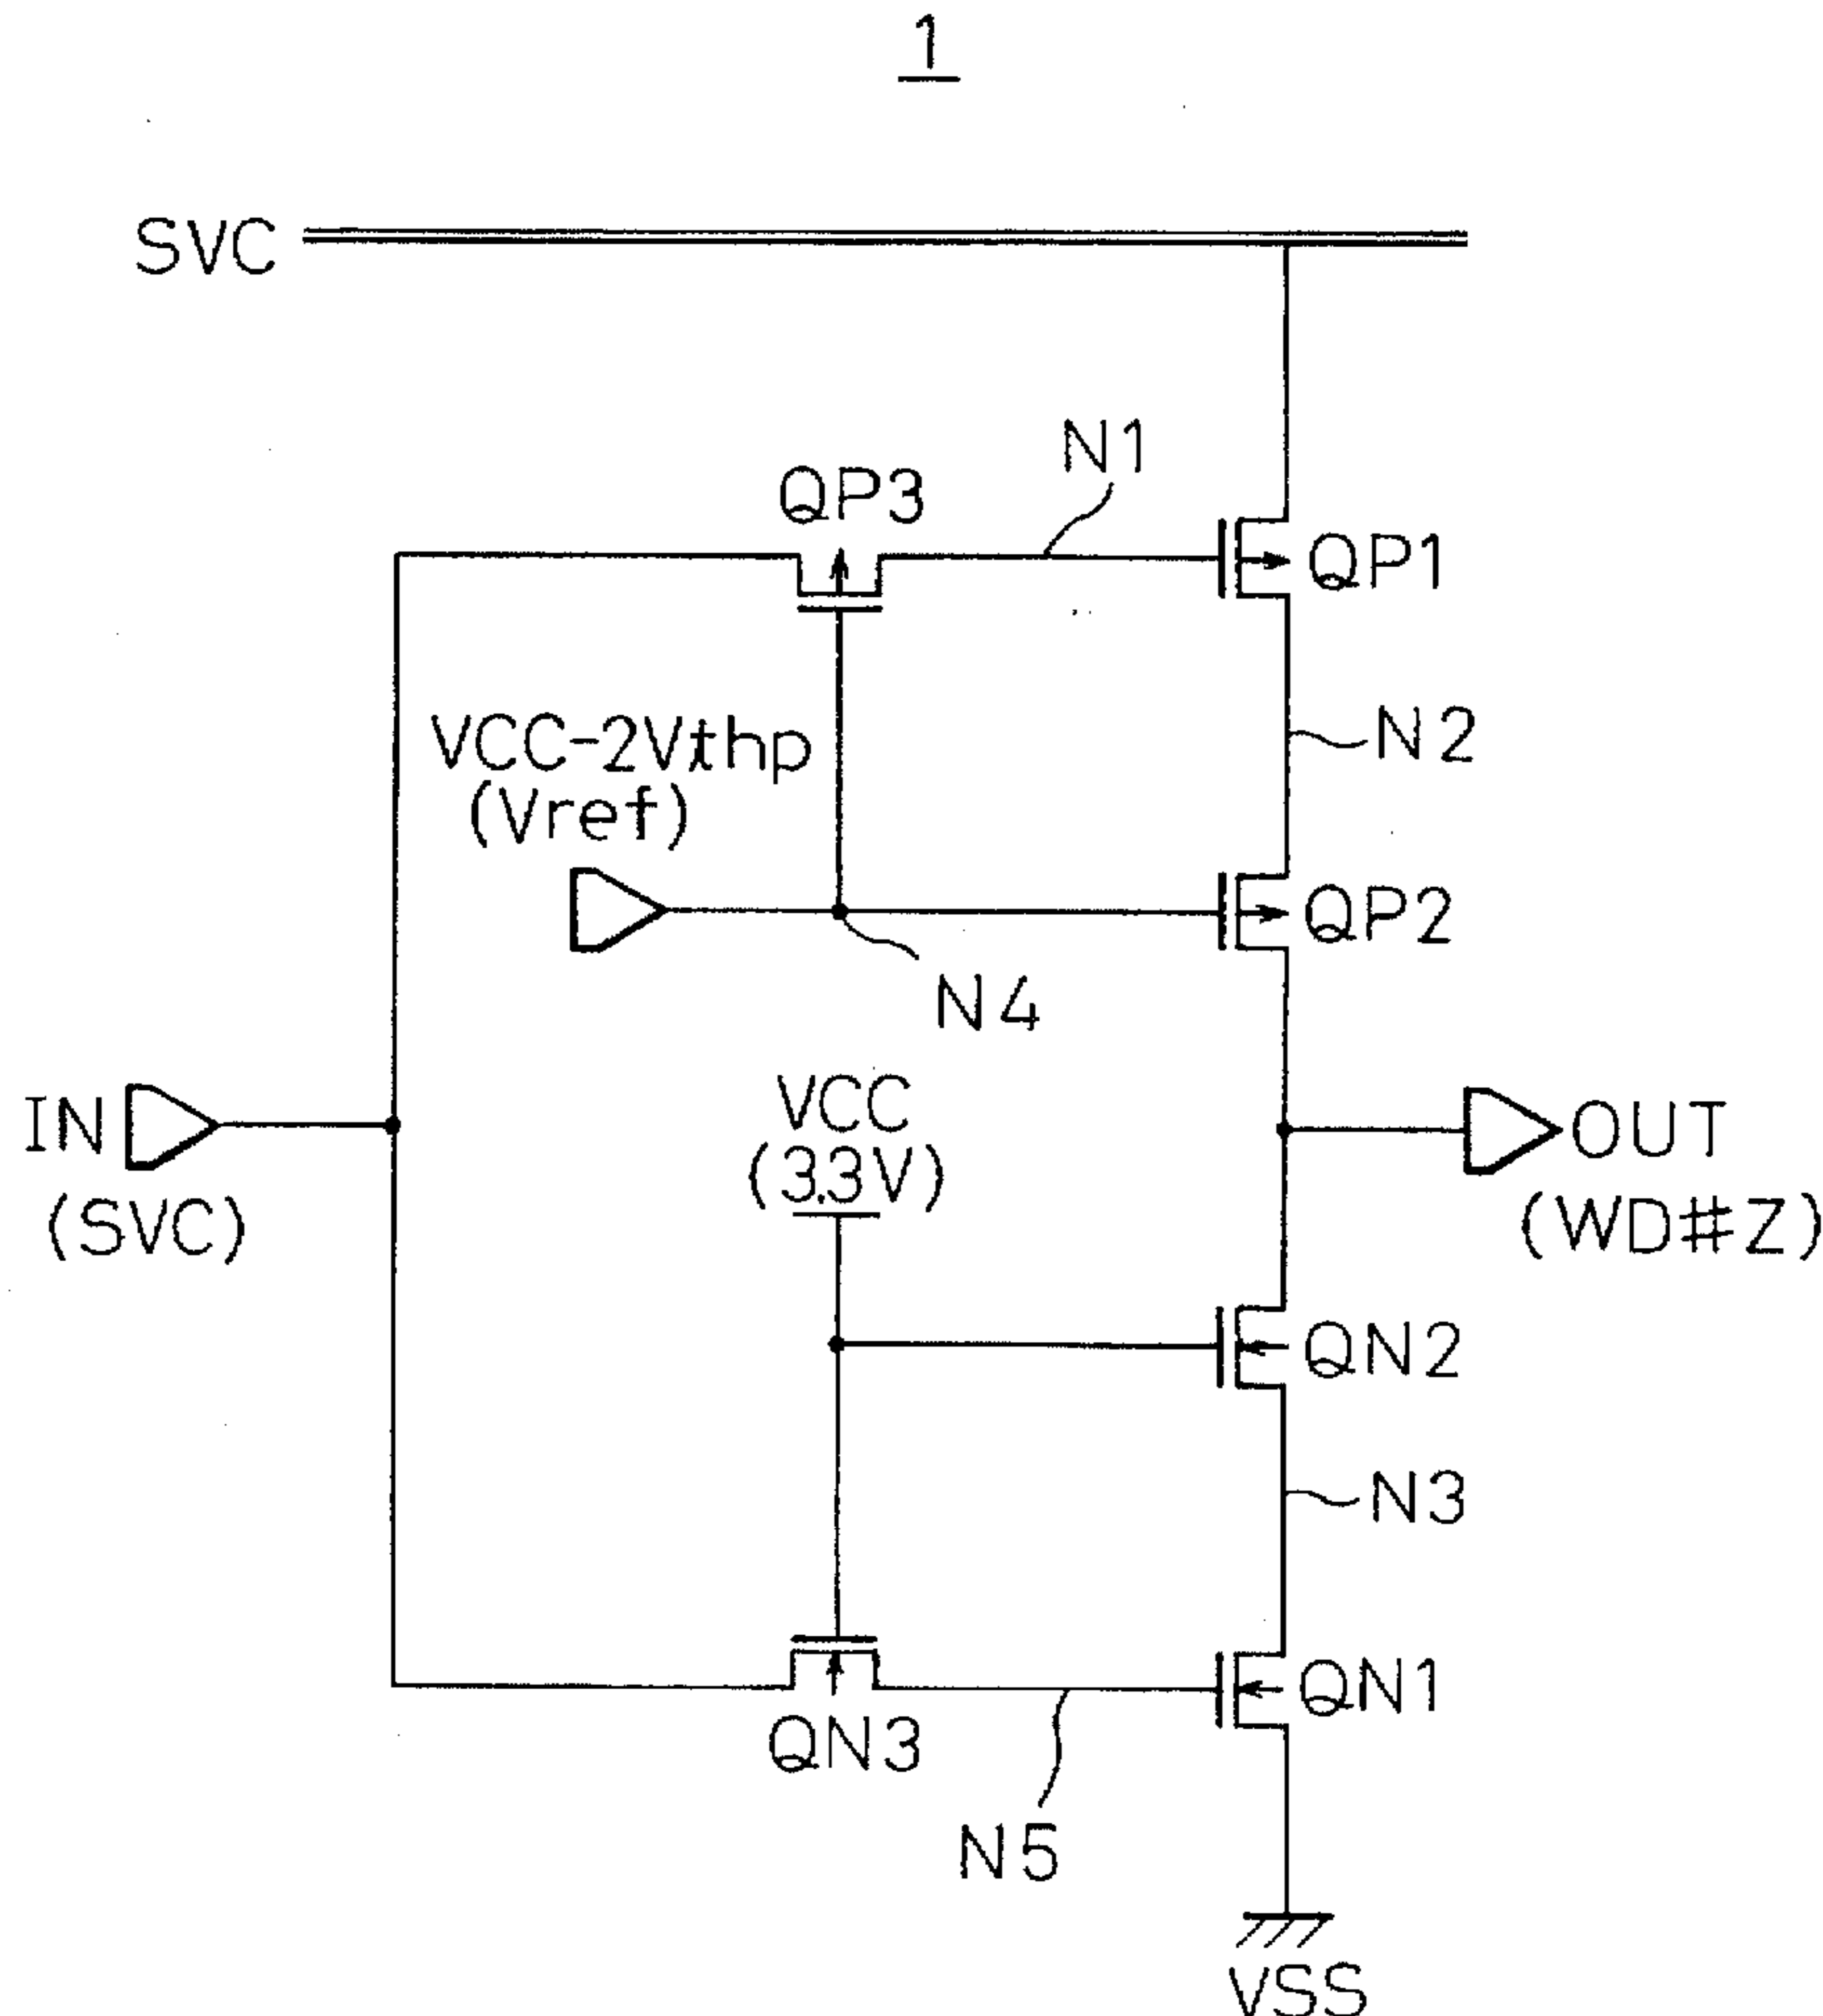 1
SVC
N1
QP3
QP1
N2
VCC-2Vthp
(Vref)
QP2
N4
VCC
IN
OUT
(3.3V)
(SVC)
(WD#Z)
QN2
N3
QN1
QN3
N5
VSS